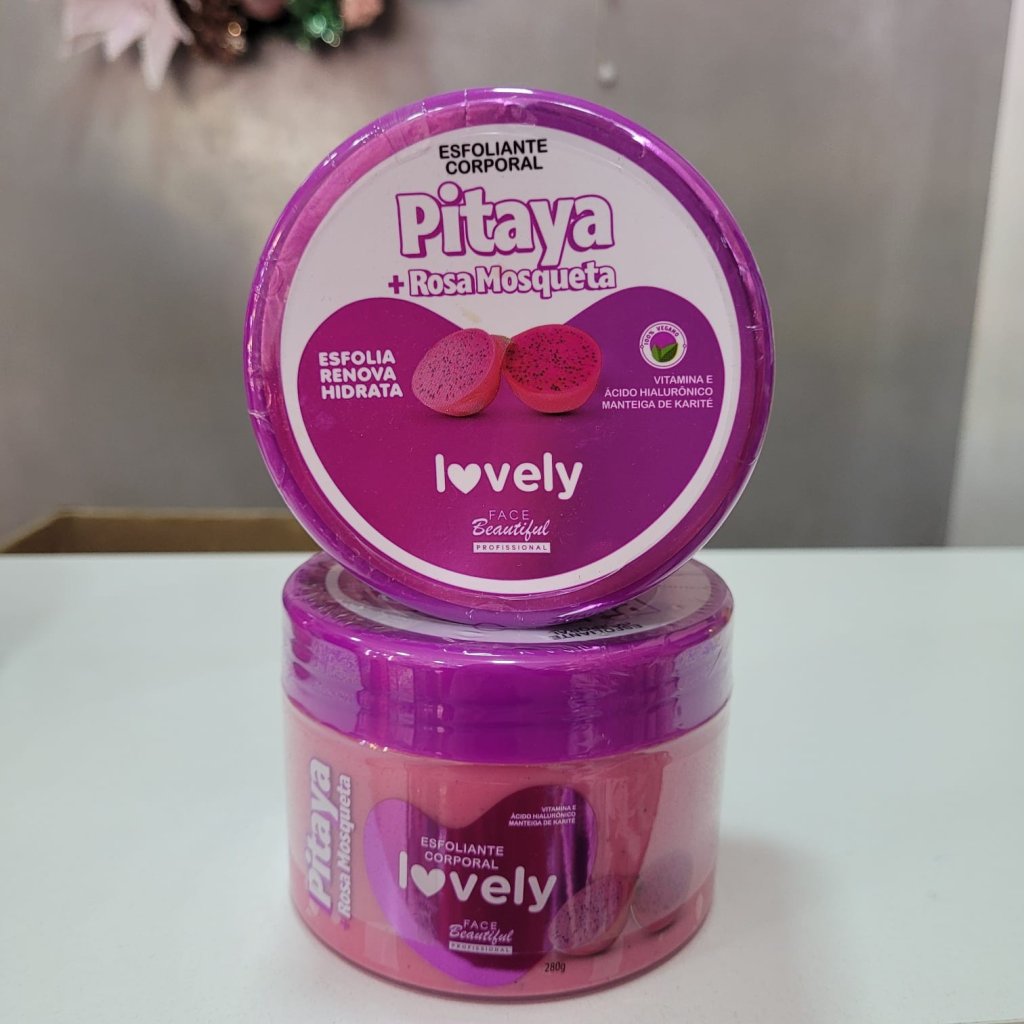 ESFOLIANTE
CORPORAL
Pitaya
+ Rosa Mosqueta
ESFOLIA
RENOVA
HIDRATA
100% VEGANO
VITAMINA E
ÁCIDO HIALURÔNICO
MANTEIGA DE KARITÉ
lovely
FACE
Beautiful
PROFISSIONAL
ESFOLIANTE
Pitaya
+ Rosa Mosqueta
VITAMINA E
ÁCIDO HIALURÔNICO
MANTEIGA DE KARITÉ
ESFOLIANTE
CORPORAL
lovely
FACE
Beautiful
PROFISSIONAL
280g